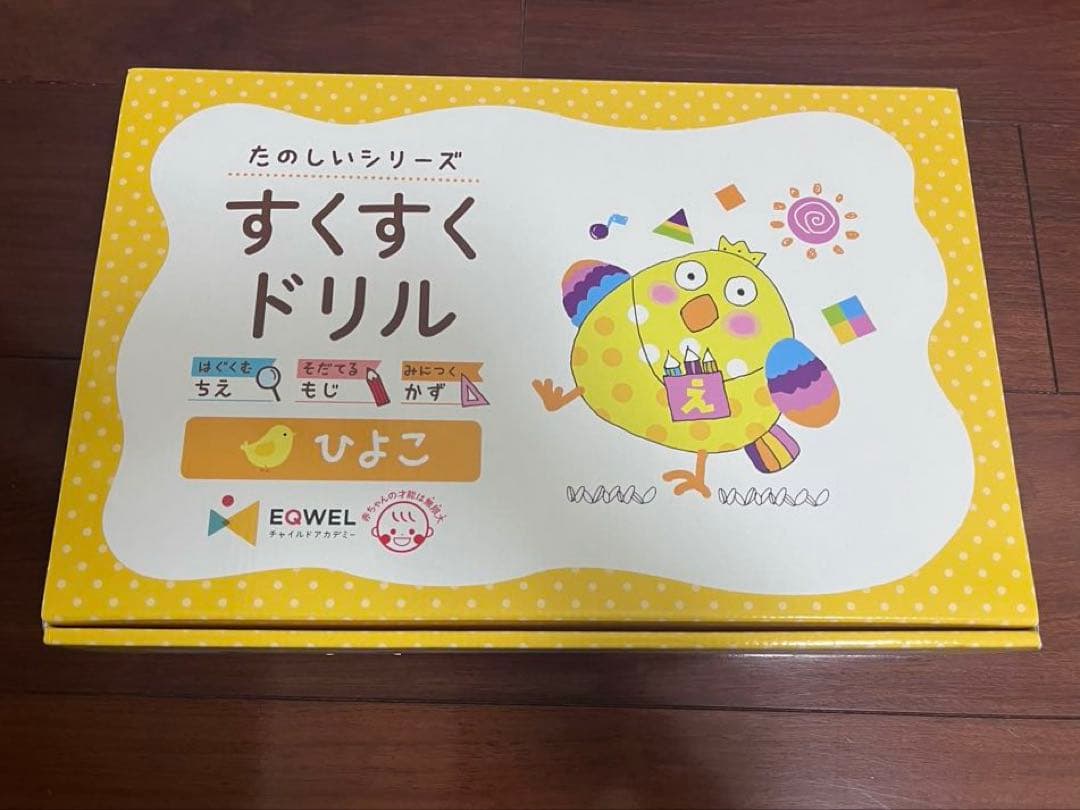 たのしいシリーズ
すくすく
ドリル
はぐくむ そだてる みにつく
ちえ もじ かず
ひよこ
え
赤ちゃんの才能は無限大
EQWEL
チャイルドアカデミー